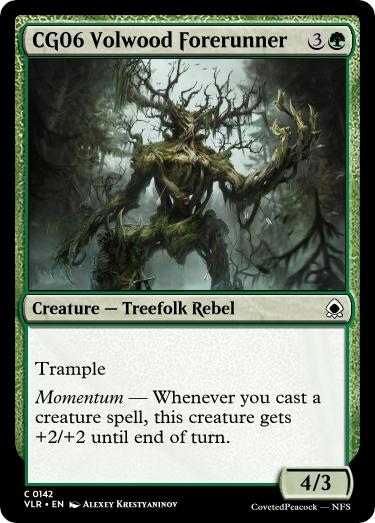 CG06 Volwood Forerunner 3
Creature — Treefolk Rebel
Trample
Momentum — Whenever you cast a
creature spell, this creature gets
+2/+2 until end of turn.
4/3
C 0142
VLR • EN Alexey Krestyaninov
CovetedPeacock — NFS